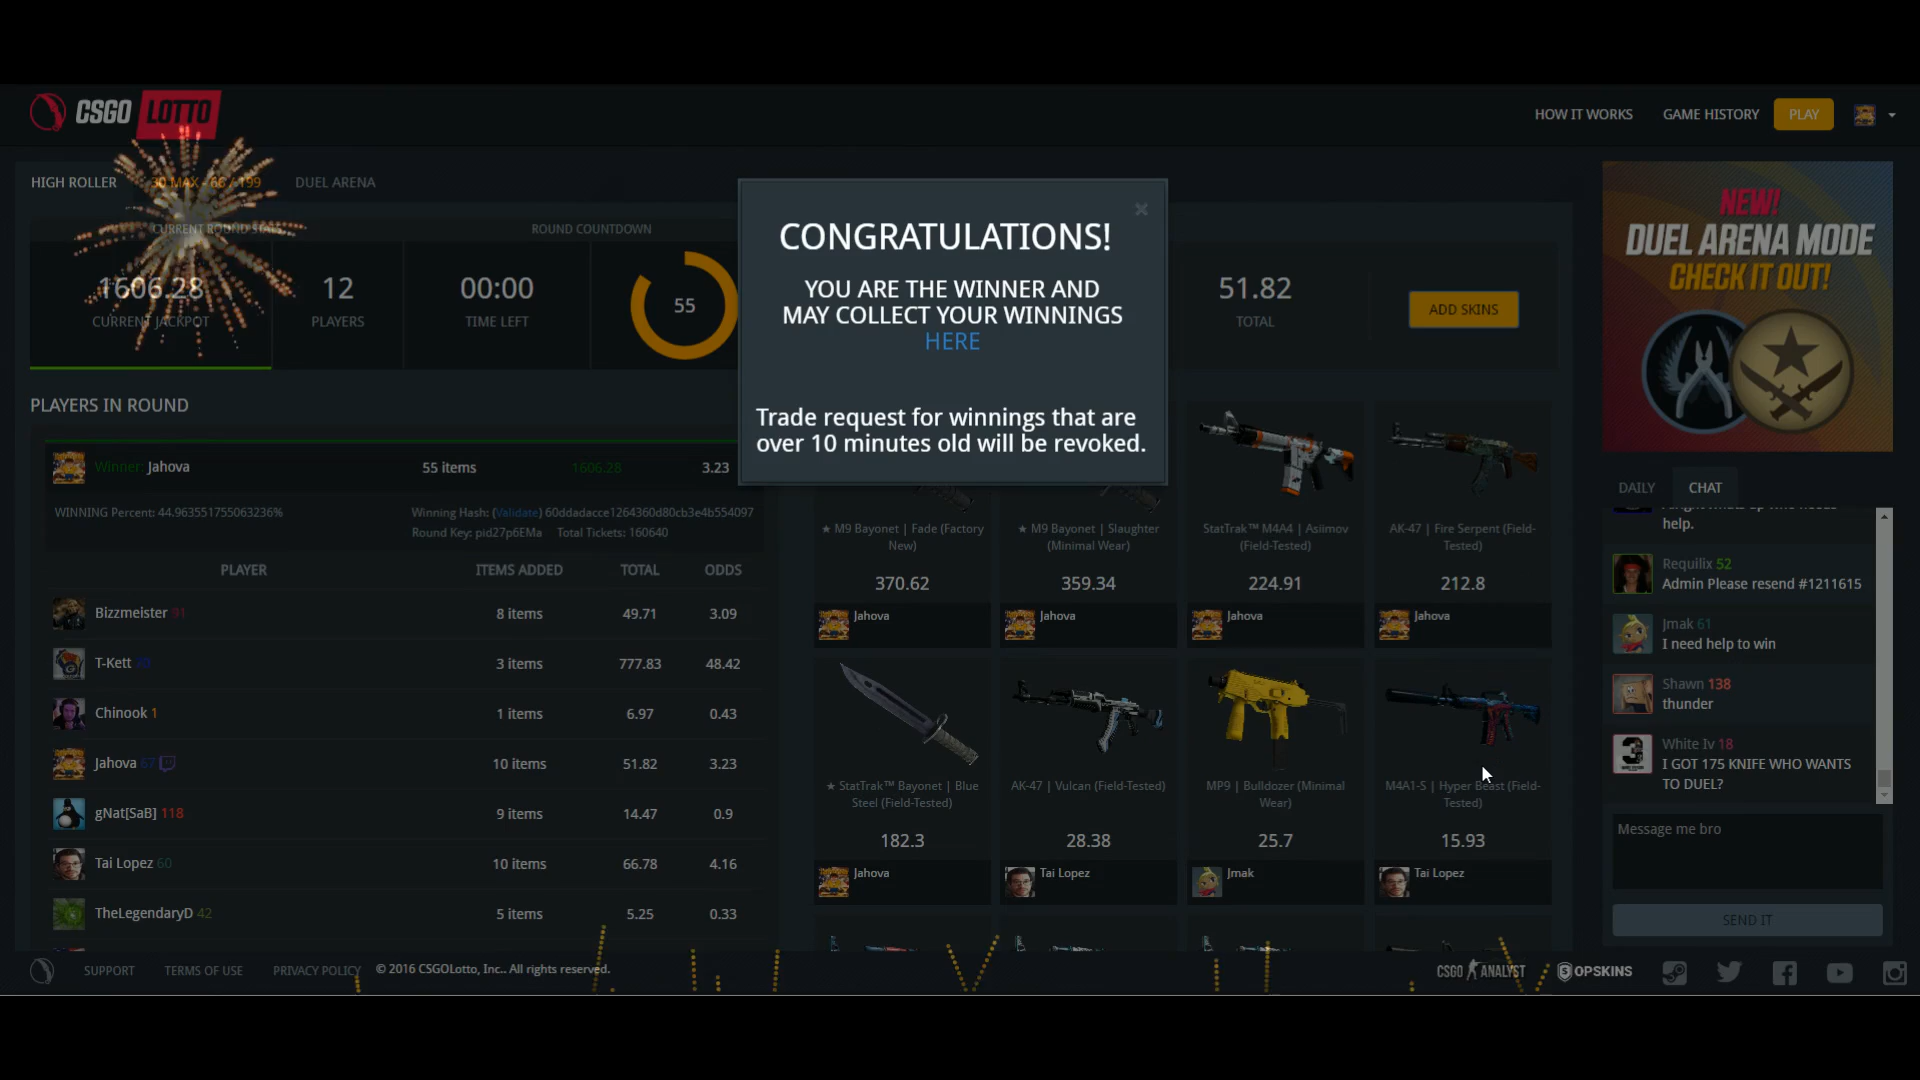 CSGO LOTTO
HOW IT WORKS
GAME HISTORY
PLAY
HIGH ROLLER
30 MAX - 66 / 199
DUEL ARENA
ROUND COUNTDOWN
1606.28
CURRENT JACKPOT
12
PLAYERS
00:00
TIME LEFT
55
CONGRATULATIONS!
YOU ARE THE WINNER AND
MAY COLLECT YOUR WINNINGS
HERE
Trade request for winnings that are
over 10 minutes old will be revoked.
51.82
TOTAL
ADD SKINS
NEW!
DUEL ARENA MODE
CHECK IT OUT!
PLAYERS IN ROUND
Winner: Jahova
55 items
1606.28
3.23
WINNING Percent: 44.963551755063236%
Winning Hash: (Validate) 60ddadacce1264360d80cb3e4b554097
Round Key: pid27p6EMa Total Tickets: 160640
PLAYER
ITEMS ADDED
TOTAL
ODDS
Bizzmeister 91
8 items
49.71
3.09
T-Kett
3 items
777.83
48.42
Chinook 1
1 items
6.97
0.43
Jahova 67
10 items
51.82
3.23
gNat[SaB] 118
9 items
14.47
0.9
Tai Lopez 60
10 items
66.78
4.16
TheLegendaryD 42
5 items
5.25
0.33
★ M9 Bayonet | Fade (Factory
New)
370.62
Jahova
★ M9 Bayonet | Slaughter
(Minimal Wear)
359.34
Jahova
StatTrak™ M4A4 | Asiimov
(Field-Tested)
224.91
Jahova
AK-47 | Fire Serpent (Field-
Tested)
212.8
Jahova
★ StatTrak™ Bayonet | Blue
Steel (Field-Tested)
182.3
Jahova
AK-47 | Vulcan (Field-Tested)
28.38
Tai Lopez
MP9 | Bulldozer (Minimal
Wear)
25.7
Jmak
M4A1-S | Hyper Beast (Field-
Tested)
15.93
Tai Lopez
DAILY
CHAT
help.
Requilix 52
Admin Please resend #1211615
Jmak 61
I need help to win
Shawn 138
thunder
White Iv 18
I GOT 175 KNIFE WHO WANTS
TO DUEL?
Message me bro
SEND IT
SUPPORT
TERMS OF USE
PRIVACY POLICY
© 2016 CSGOLotto, Inc.. All rights reserved.
CSGO ANALYST
OPSKINS